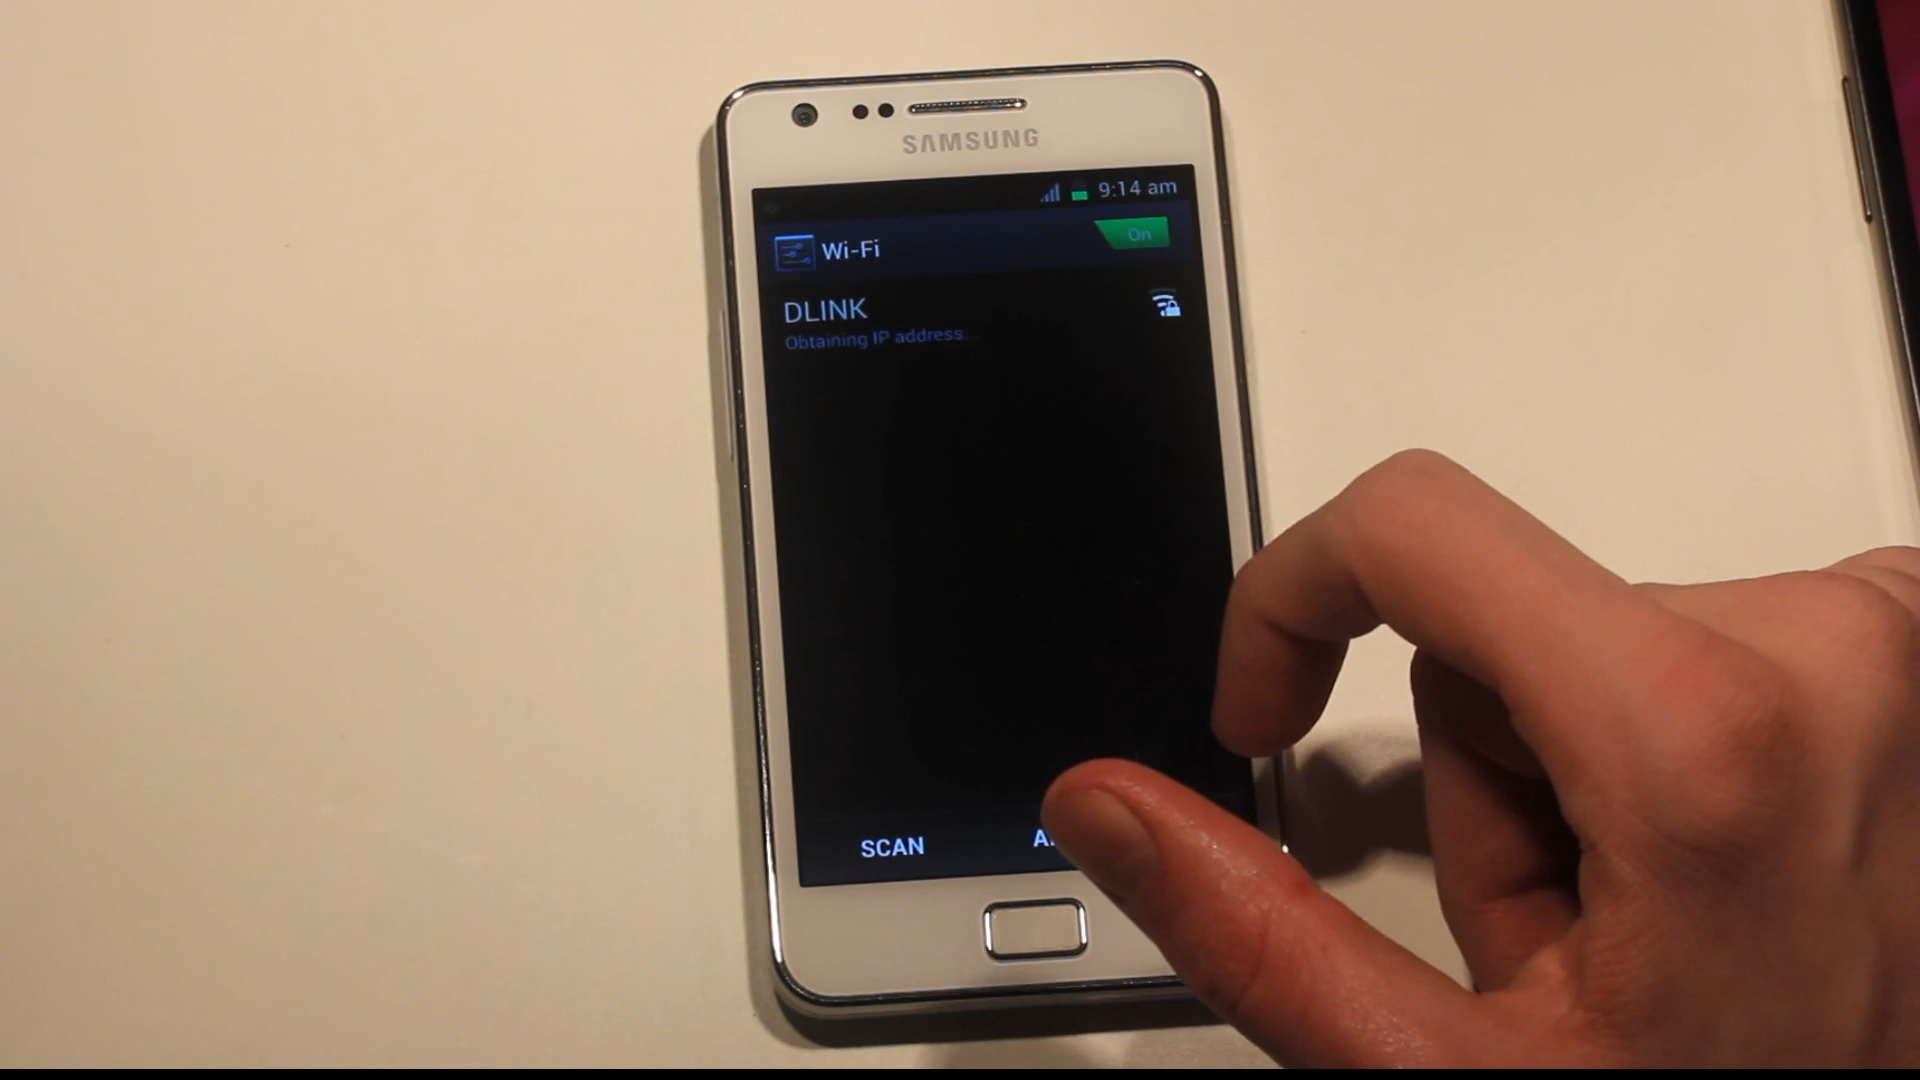 SAMSUNG
9:14 am
Wi-Fi
On
DLINK
Obtaining IP address
SCAN